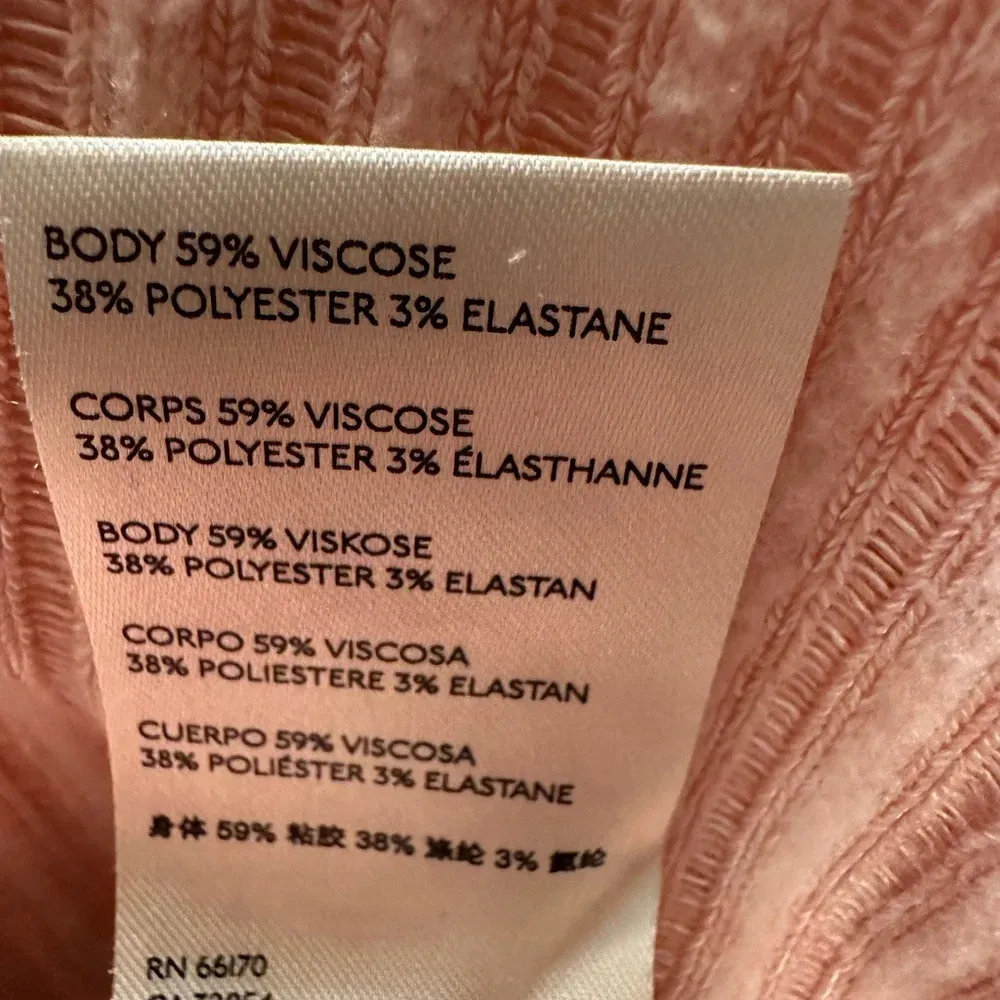 BODY 59% VISCOSE
38% POLYESTER 3% ELASTANE
CORPS 59% VISCOSE
38% POLYESTER 3% ÉLASTHANNE
BODY 59% VISKOSE
38% POLYESTER 3% ELASTAN
CORPO 59% VISCOSA
38% POLIESTERE 3% ELASTAN
CUERPO 59% VISCOSA
38% POLIÉSTER 3% ELASTANE
身体 59% 粘胶 38% 涤纶 3% 氨纶
RN 66170